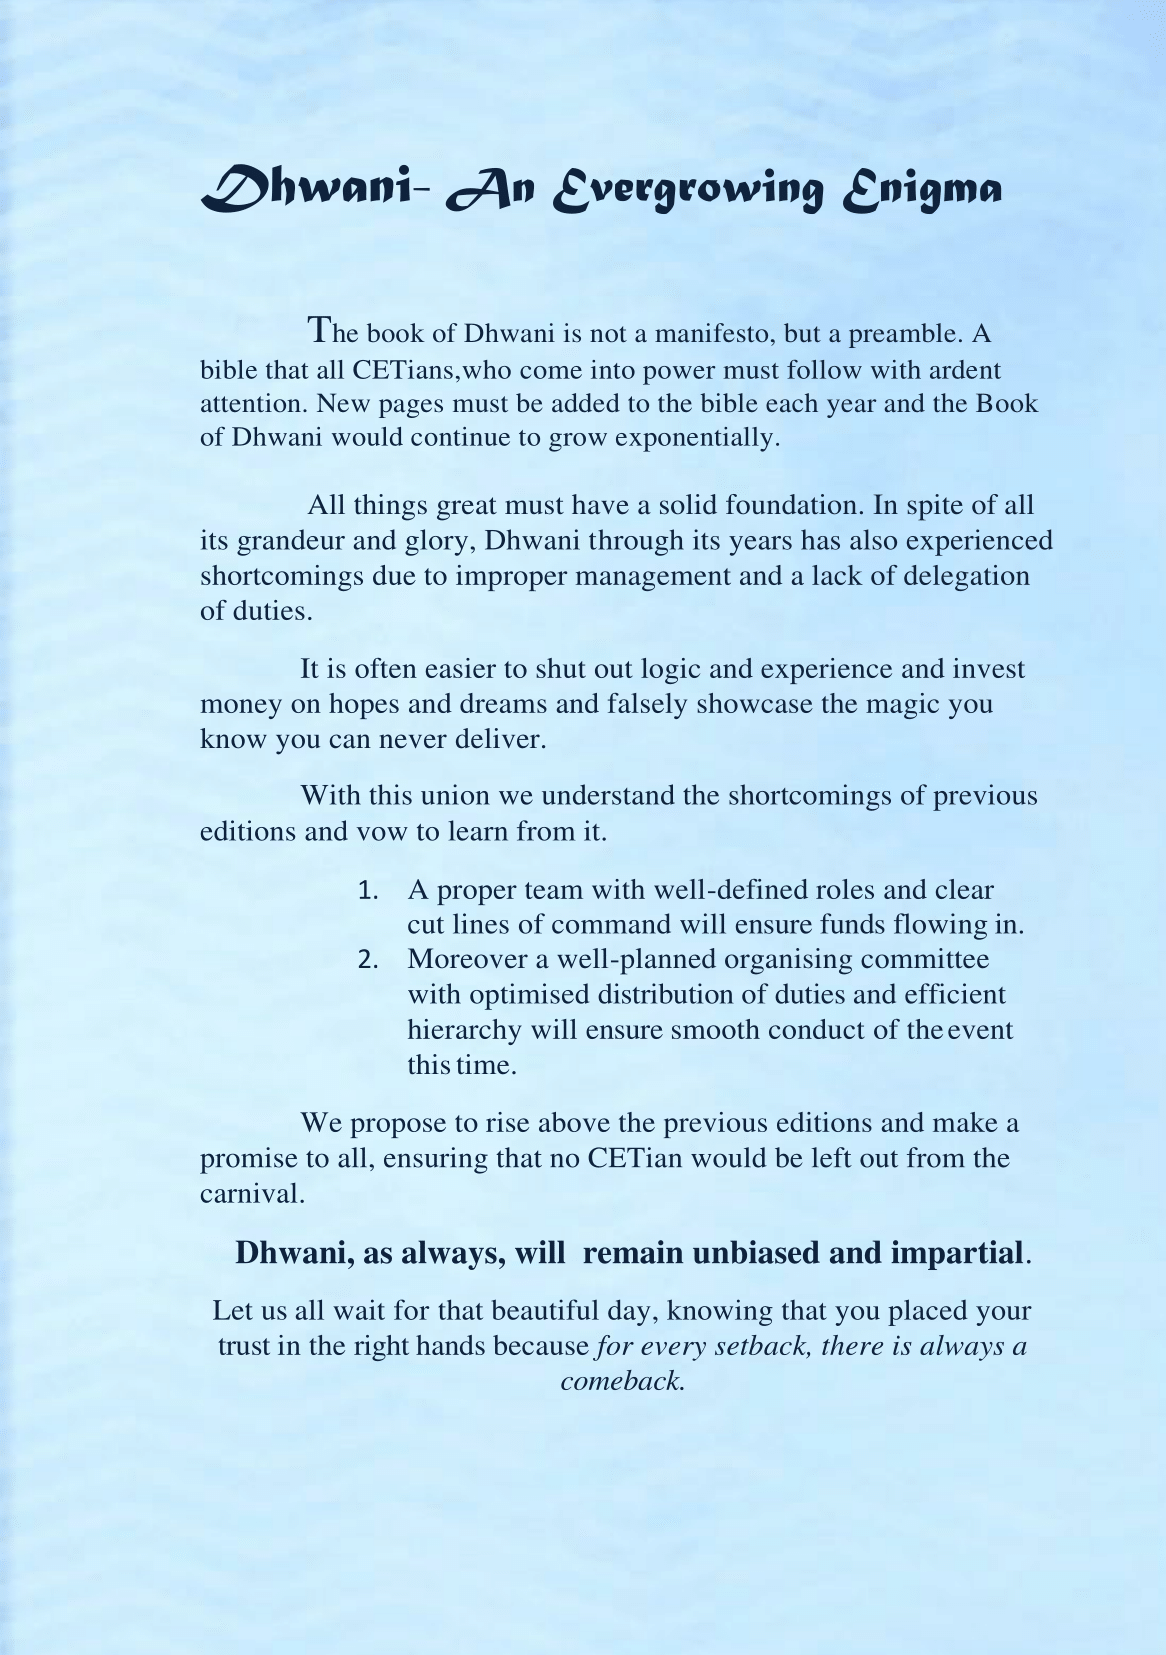 Dhwani- An Evergrowing Enigma
The book of Dhwani is not a manifesto, but a preamble. A
bible that all CETians,who come into power must follow with ardent
attention. New pages must be added to the bible each year and the Book
of Dhwani would continue to grow exponentially.
All things great must have a solid foundation. In spite of all
its grandeur and glory, Dhwani through its years has also experienced
shortcomings due to improper management and a lack of delegation
of duties.
It is often easier to shut out logic and experience and invest
money on hopes and dreams and falsely showcase the magic you
know you can never deliver.
With this union we understand the shortcomings of previous
editions and vow to learn from it.
1. A proper team with well-defined roles and clear
cut lines of command will ensure funds flowing in.
2. Moreover a well-planned organising committee
with optimised distribution of duties and efficient
hierarchy will ensure smooth conduct of the event
this time.
We propose to rise above the previous editions and make a
promise to all, ensuring that no CETian would be left out from the
carnival.
Dhwani, as always, will remain unbiased and impartial.
Let us all wait for that beautiful day, knowing that you placed your
trust in the right hands because for every setback, there is always a
comeback.